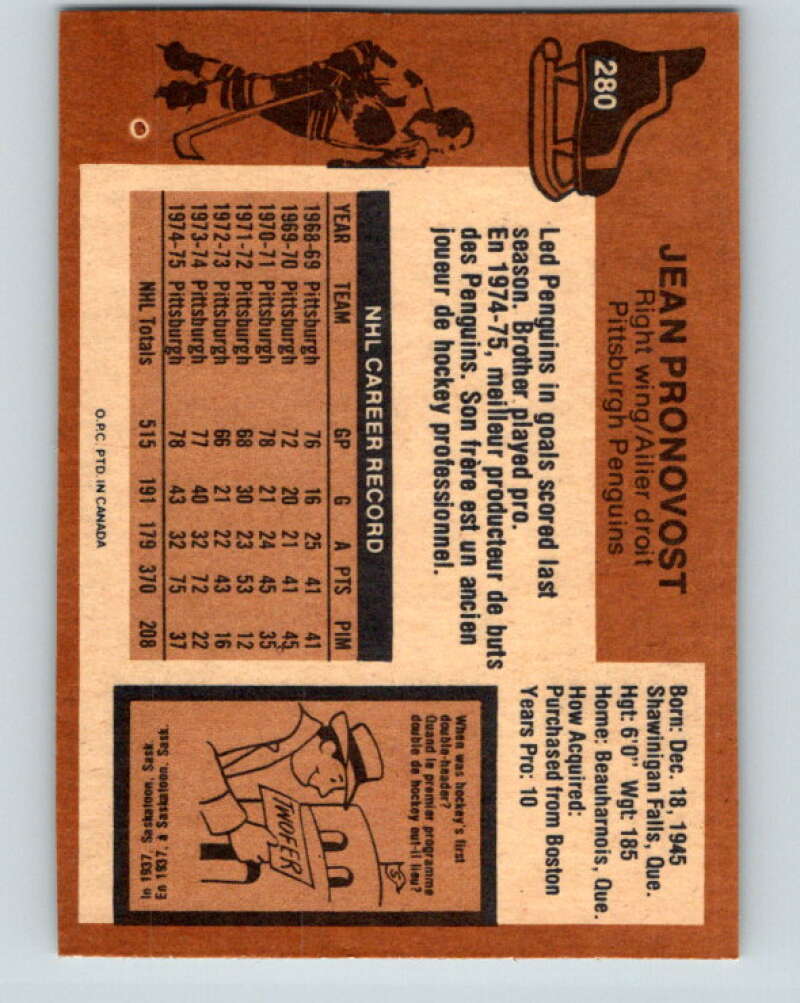 280
JEAN PRONOVOST
Right wing/Ailier droit
Pittsburgh Penguins
Led Penguins in goals scored last
season. Brother played pro.
En 1974-75, meilleur producteur de buts
des Penguins. Son frère est un ancien
joueur de hockey professionnel.
NHL CAREER RECORD
YEAR TEAM GP G A PTS PIM
1968-69 Pittsburgh 76 16 25 41 41
1969-70 Pittsburgh 72 20 21 41 45
1970-71 Pittsburgh 78 21 24 45 35
1971-72 Pittsburgh 68 30 23 53 12
1972-73 Pittsburgh 66 21 22 43 16
1973-74 Pittsburgh 77 40 32 72 22
1974-75 Pittsburgh 78 43 32 75 37
NHL Totals 515 191 179 370 208
O.P.C. PTD. IN CANADA
Born: Dec. 18, 1945
Shawinigan Falls, Que.
Hgt: 6'0" Wgt: 185
Home: Beauharnois, Que.
How Acquired:
Purchased from Boston
Years Pro: 10
When was hockey's first
double-header?
Quand le premier programme
double de hockey eut-il lieu?
$
TWOFER
In 1937, Saskatoon, Sask.
En 1937, à Saskatoon, Sask.